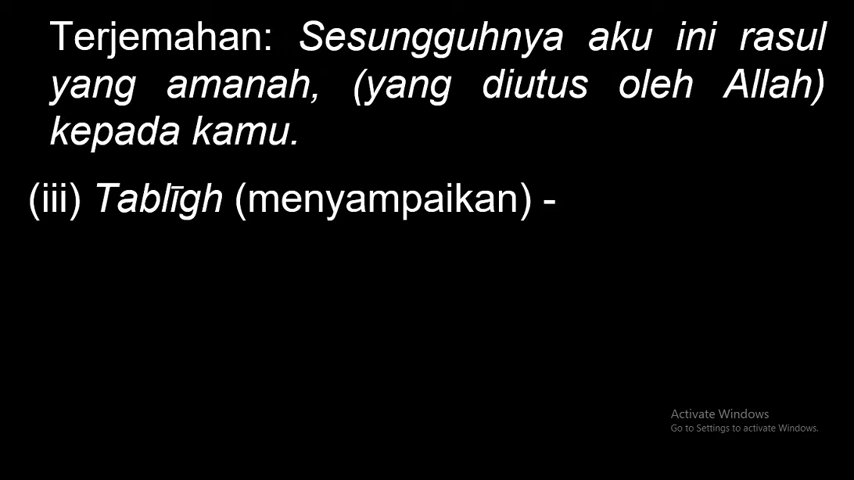 Terjemahan: Sesungguhnya aku ini rasul
yang amanah, (yang diutus oleh Allah)
kepada kamu.
(iii) Tablīgh (menyampaikan) -
Activate Windows
Go to Settings to activate Windows.